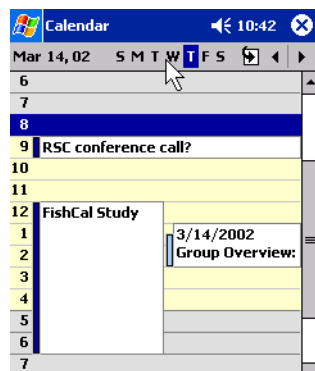 Calendar 10:42
Mar 14, 02 S M T W T F S
6
7
8
9 RSC conference call?
10
11
12 FishCal Study
1 3/14/2002
2 Group Overview:
3
4
5
6
7